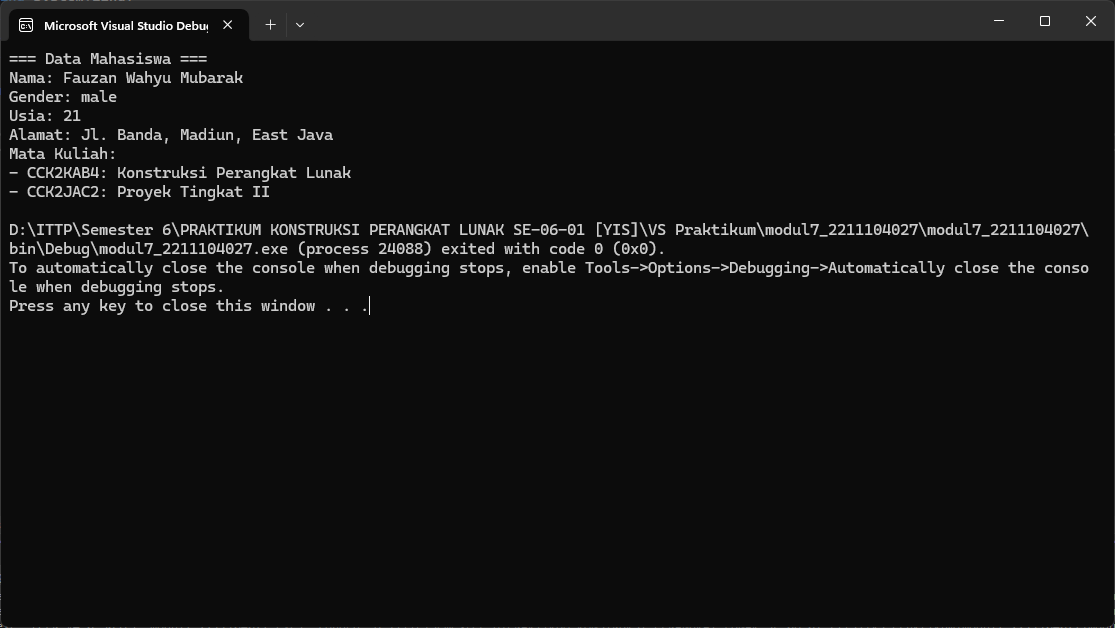 Microsoft Visual Studio Debug
=== Data Mahasiswa ===
Nama: Fauzan Wahyu Mubarak
Gender: male
Usia: 21
Alamat: Jl. Banda, Madiun, East Java
Mata Kuliah:
- CCK2KAB4: Konstruksi Perangkat Lunak
- CCK2JAC2: Proyek Tingkat II
D:\ITTP\Semester 6\PRAKTIKUM KONSTRUKSI PERANGKAT LUNAK SE-06-01 [YIS]\VS Praktikum\modul7_2211104027\modul7_2211104027\
bin\Debug\modul7_2211104027.exe (process 24088) exited with code 0 (0x0).
To automatically close the console when debugging stops, enable Tools->Options->Debugging->Automatically close the conso
le when debugging stops.
Press any key to close this window . . .